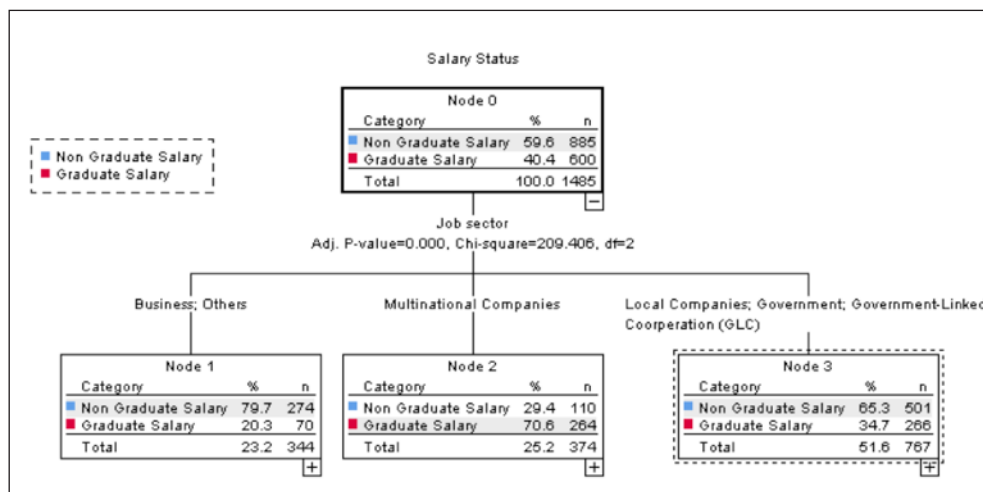 Salary Status
Node 0
Category % n
Non Graduate Salary 59.6 885
Graduate Salary 40.4 600
Total 100.0 1485
Non Graduate Salary
Graduate Salary
Job sector
Adj. P-value=0.000, Chi-square=209.406, df=2
Business; Others
Multinational Companies
Local Companies; Government; Government-Linked
Coorperation (GLC)
Node 1
Category % n
Non Graduate Salary 79.7 274
Graduate Salary 20.3 70
Total 23.2 344
Node 2
Category % n
Non Graduate Salary 29.4 110
Graduate Salary 70.6 264
Total 25.2 374
Node 3
Category % n
Non Graduate Salary 65.3 501
Graduate Salary 34.7 266
Total 51.6 767